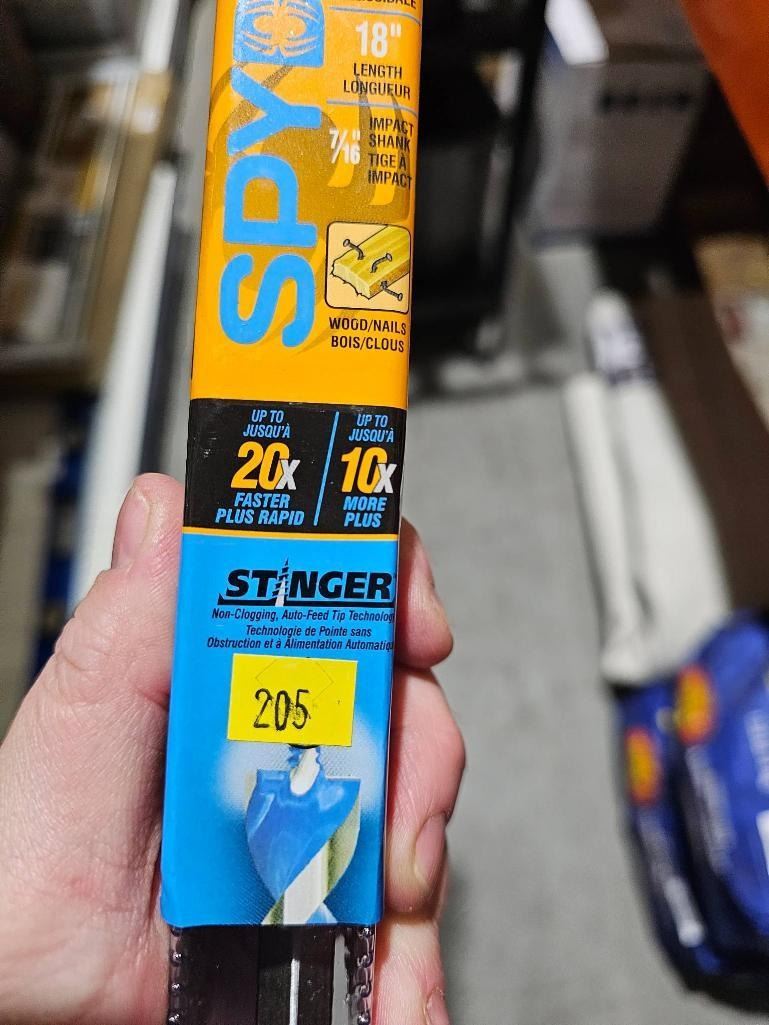 18"
LENGTH
LONGUEUR
7/16"
IMPACT
SHANK
TIGE À
IMPACT
SPY
WOOD/NAILS
BOIS/CLOUS
UP TO
JUSQU'À
20X
FASTER
PLUS RAPID
UP TO
JUSQU'À
10X
MORE
PLUS
STINGER
Non-Clogging, Auto-Feed Tip Technology
Technologie de Pointe sans
Obstruction et à Alimentation Automatique
205